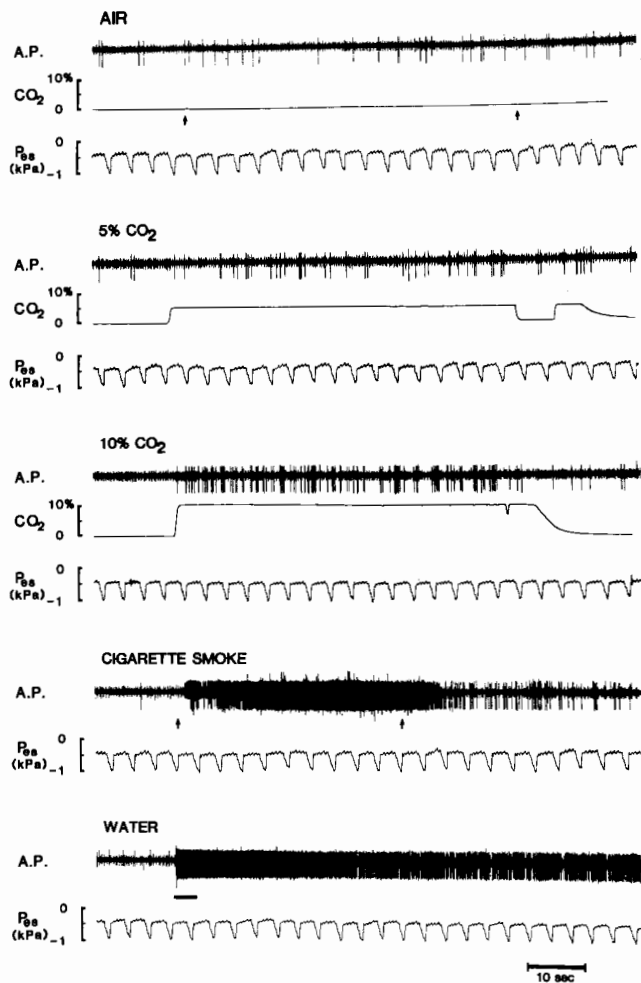 AIR
A.P.
10%
CO2
0
0
Pes
(kPa) -1
5% CO2
A.P.
10%
CO2
0
0
Pes
(kPa) -1
10% CO2
A.P.
10%
CO2
0
0
Pes
(kPa) -1
CIGARETTE SMOKE
A.P.
0
Pes
(kPa) -1
WATER
A.P.
0
Pes
(kPa) -1
10 sec